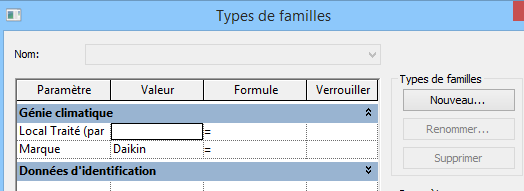 Types de familles
Nom:
Types de familles
Paramètre Valeur Formule Verrouiller
Nouveau...
Génie climatique
Local Traité (par =
Renommer...
Marque Daikin =
Supprimer
Données d'identification